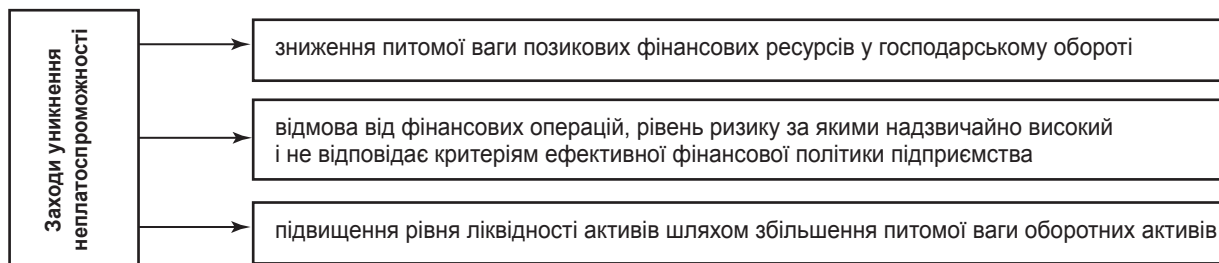 Заходи уникнення
неплатоспроможності
зниження питомої ваги позикових фінансових ресурсів у господарському обороті
відмова від фінансових операцій, рівень ризику за якими надзвичайно високий
і не відповідає критеріям ефективної фінансової політики підприємства
підвищення рівня ліквідності активів шляхом збільшення питомої ваги оборотних активів